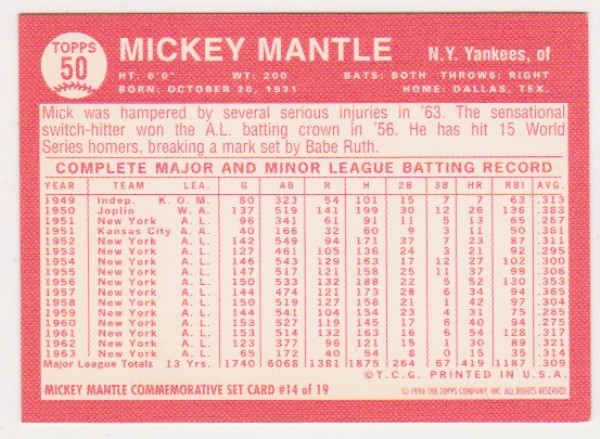 TOPPS
50
MICKEY MANTLE
N.Y. Yankees, of
HT: 6'0" WT: 200 BATS: BOTH THROWS: RIGHT
BORN: OCTOBER 20, 1931 HOME: DALLAS, TEX.
Mick was hampered by several serious injuries in '63. The sensational
switch-hitter won the A.L. batting crown in '56. He has hit 15 World
Series homers, breaking a mark set by Babe Ruth.
COMPLETE MAJOR AND MINOR LEAGUE BATTING RECORD
YEAR TEAM LEA. G AB R H 2B 3B HR RBI AVG.
1949 Indep. K. O. M. 80 323 54 101 15 7 7 63 .313
1950 Joplin W. A. 137 519 141 199 30 12 26 136 .383
1951 New York A. L. 96 341 61 91 11 5 13 65 .267
1951 Kansas City A. A. 40 166 32 60 9 3 11 50 .361
1952 New York A. L. 142 549 94 171 37 7 23 87 .311
1953 New York A. L. 127 461 105 136 24 3 21 92 .295
1954 New York A. L. 146 543 129 163 17 12 27 102 .300
1955 New York A. L. 147 517 121 158 25 11 37 99 .306
1956 New York A. L. 150 533 132 188 22 5 52 130 .353
1957 New York A. L. 144 474 121 173 28 6 34 94 .365
1958 New York A. L. 150 519 127 158 21 1 42 97 .304
1959 New York A. L. 144 541 104 154 23 4 31 75 .285
1960 New York A. L. 153 527 119 145 17 6 40 94 .275
1961 New York A. L. 153 514 132 163 16 6 54 128 .317
1962 New York A. L. 123 377 96 121 15 1 30 89 .321
1963 New York A. L. 65 172 40 54 8 0 15 35 .314
Major League Totals 13 Yrs. 1740 6068 1381 1875 264 67 419 1187 .309
© T.C.G. PRINTED IN U.S.A.
MICKEY MANTLE COMMEMORATIVE SET CARD #14 of 19 © 1996 THE TOPPS COMPANY, INC. ALL RIGHTS RESERVED